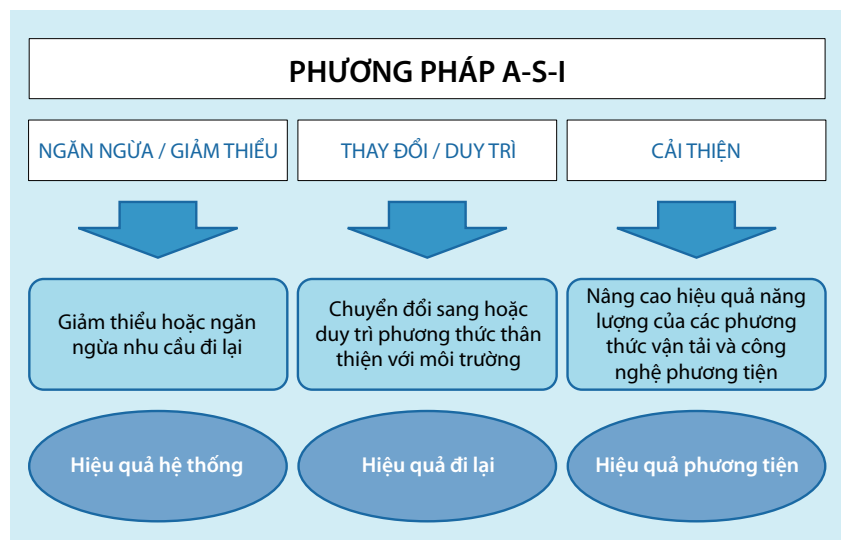 PHƯƠNG PHÁP A-S-I
NGĂN NGỪA / GIẢM THIỂU
THAY ĐỔI / DUY TRÌ
CẢI THIỆN
Giảm thiểu hoặc ngăn
ngừa nhu cầu đi lại
Chuyển đổi sang hoặc
duy trì phương thức thân
thiện với môi trường
Nâng cao hiệu quả năng
lượng của các phương
thức vận tải và công
nghệ phương tiện
Hiệu quả hệ thống
Hiệu quả đi lại
Hiệu quả phương tiện